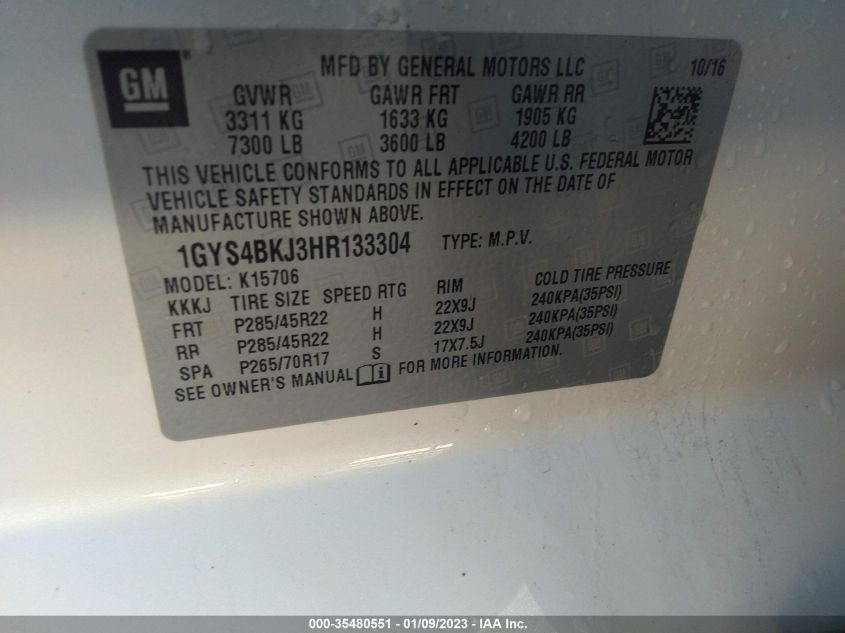 GM ®
MFD BY GENERAL MOTORS LLC 10/16
GVWR GAWR FRT GAWR RR
3311 KG 1633 KG 1905 KG
7300 LB 3600 LB 4200 LB
THIS VEHICLE CONFORMS TO ALL APPLICABLE U.S. FEDERAL MOTOR
VEHICLE SAFETY STANDARDS IN EFFECT ON THE DATE OF
MANUFACTURE SHOWN ABOVE.
1GYS4BKJ3HR133304 TYPE: M.P.V.
MODEL: K15706
KKKJ TIRE SIZE SPEED RTG RIM COLD TIRE PRESSURE
FRT P285/45R22 H 22X9J 240KPA(35PSI)
RR P285/45R22 H 22X9J 240KPA(35PSI)
SPA P265/70R17 S 17X7.5J 240KPA(35PSI)
SEE OWNER'S MANUAL FOR MORE INFORMATION.
000-35480551 - 01/09/2023 - IAA Inc.